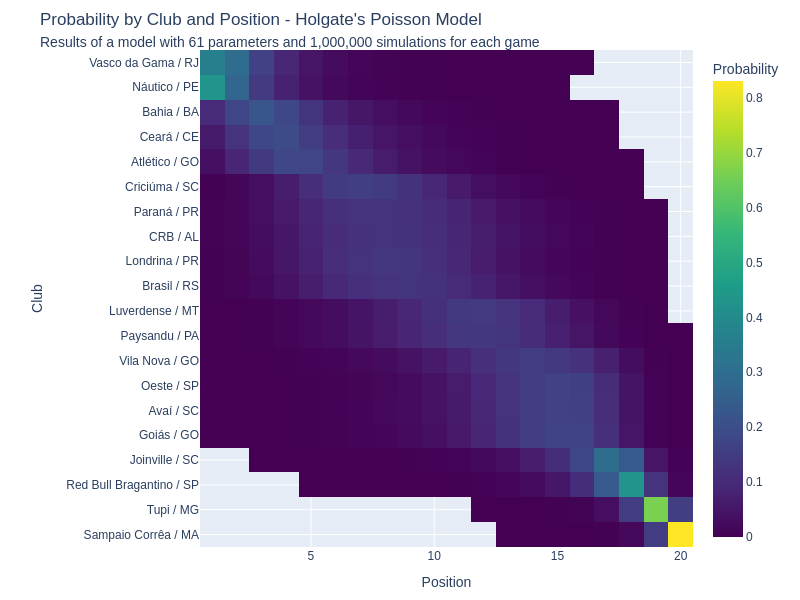 Probability by Club and Position - Holgate's Poisson Model
Results of a model with 61 parameters and 1,000,000 simulations for each game
Probability
Vasco da Gama / RJ
Náutico / PE
Bahia / BA
Ceará / CE
Atlético / GO
Criciúma / SC
Paraná / PR
CRB / AL
Londrina / PR
Brasil / RS
Luverdense / MT
Paysandu / PA
Vila Nova / GO
Oeste / SP
Avaí / SC
Goiás / GO
Joinville / SC
Red Bull Bragantino / SP
Tupi / MG
Sampaio Corrêa / MA
Club
5
10
15
20
Position
0.8
0.7
0.6
0.5
0.4
0.3
0.2
0.1
0